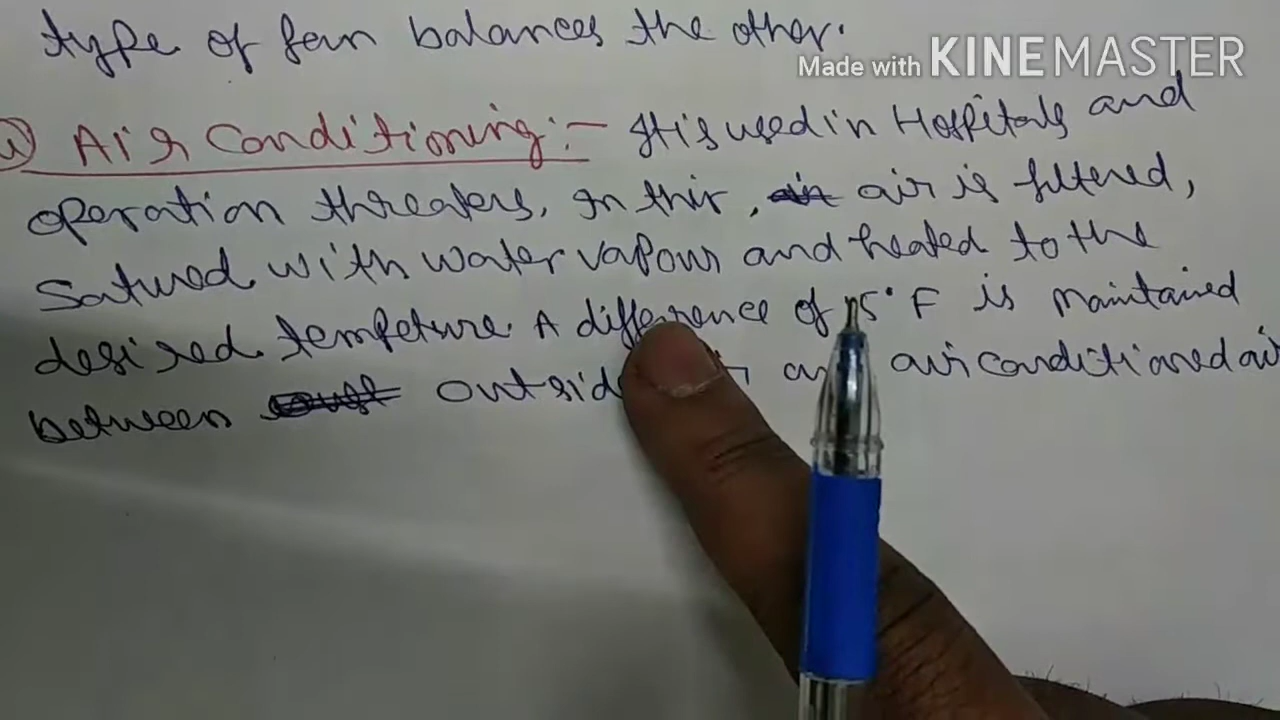 type of fan balances the other.
Made with KINEMASTER
Air Conditioning:- It is used in Hospitals and
operation threaters. In this, air is filtered,
Satured with water vapour and heated to the
desired tempeture. A difference of 15° F is maintained
between outside air conditioned air